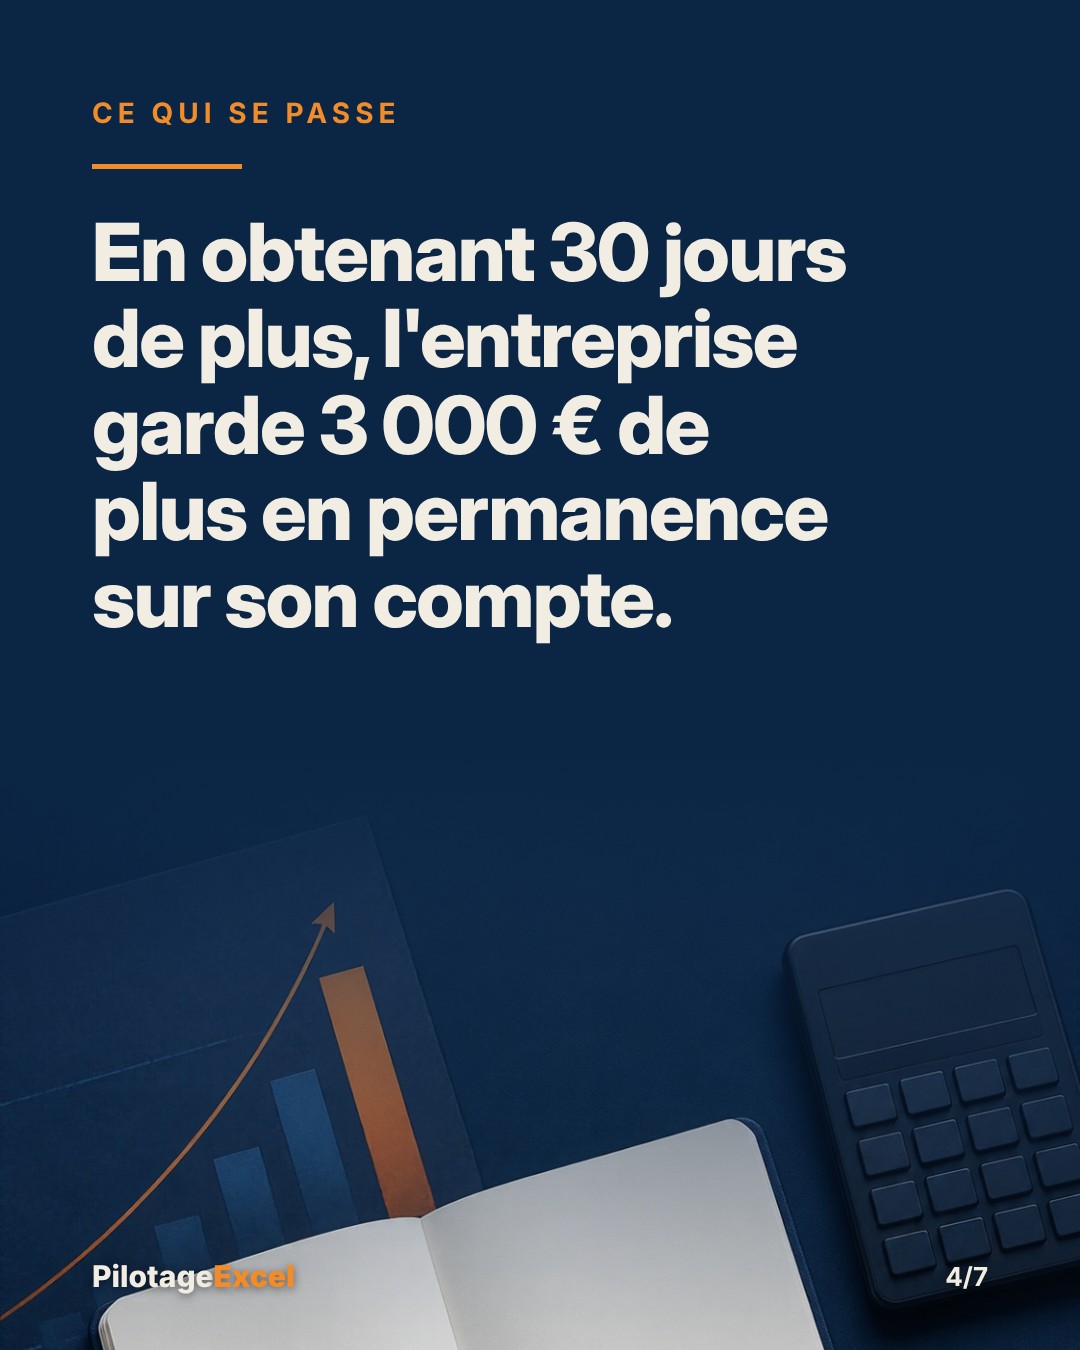 CE QUI SE PASSE
En obtenant 30 jours
de plus, l'entreprise
garde 3 000 € de
plus en permanence
sur son compte.
PilotageExcel
4/7